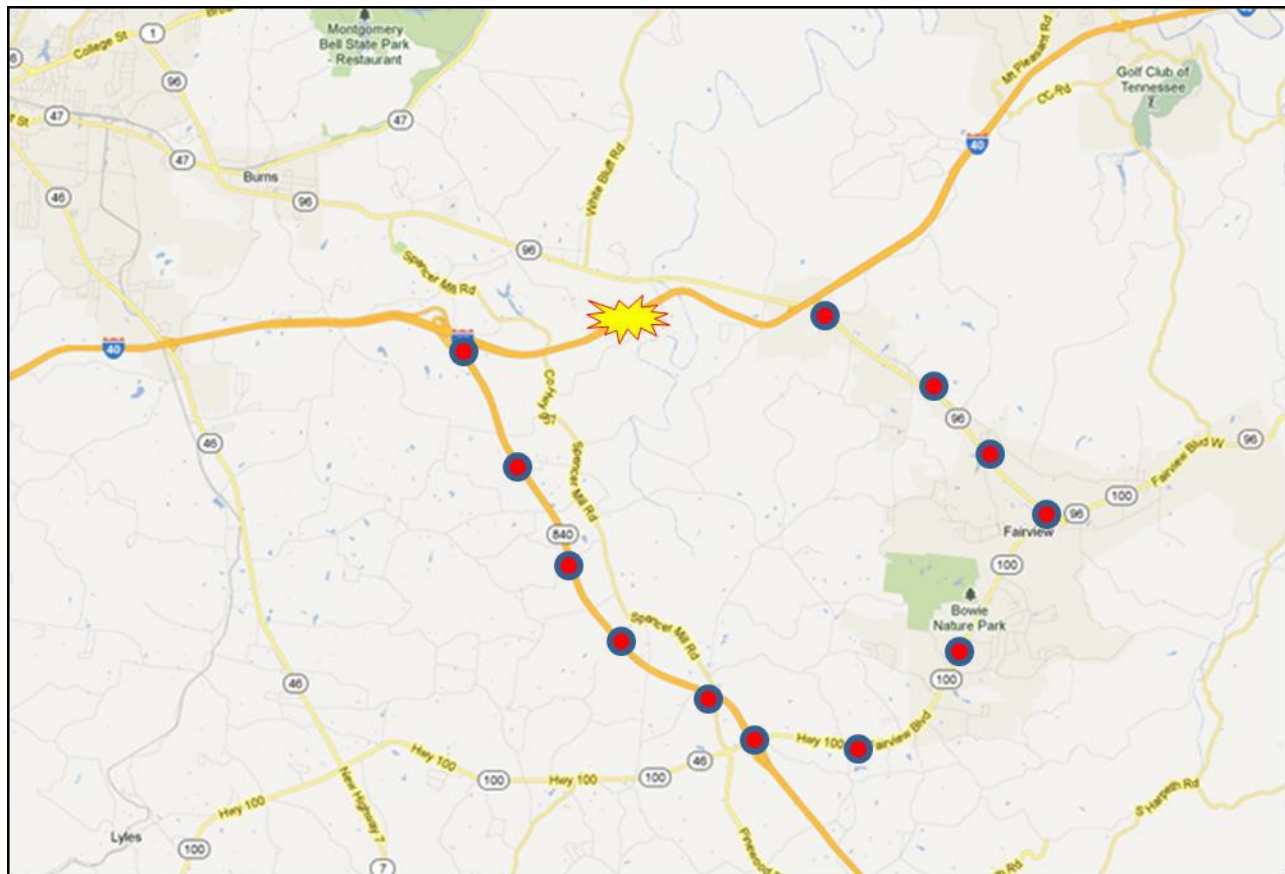 Montgomery
Bell State Park
- Restaurant
College St
1
96
47
47
47
46
Burns
96
96
White Bluff Rd
Mt Pleasant Rd
CC Rd
Golf Club of
Tennessee
40
Spencer Mill Rd
40
46
Co Hwy
Spencer Mill Rd
840
96
Fairview Blvd W
96
100
96
Fairview
100
Bowie
Nature Park
Spencer Mill Rd
100
46
Hwy 100
Fairview Blvd
Hwy 100
100
Hwy 100
100
46
New Highway 7
Hwy 100
Lyles
100
7
Pinewood Rd
S Harpeth Rd